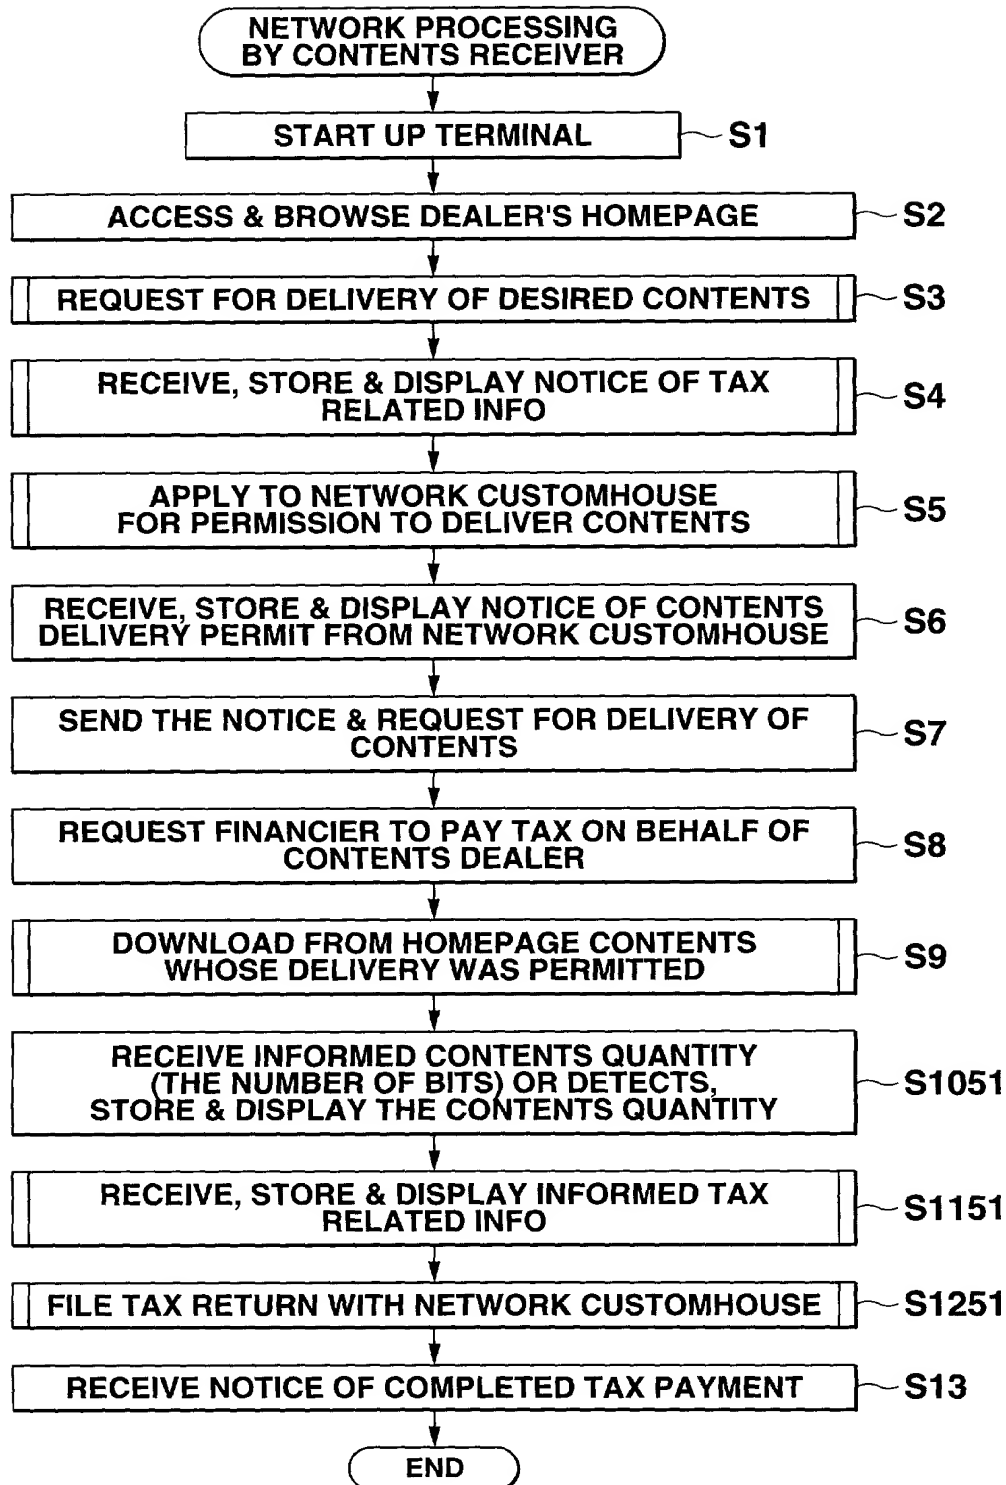 NETWORK PROCESSING
BY CONTENTS RECEIVER
START UP TERMINAL
S1
ACCESS & BROWSE DEALER'S HOMEPAGE
S2
REQUEST FOR DELIVERY OF DESIRED CONTENTS
S3
RECEIVE, STORE & DISPLAY NOTICE OF TAX
RELATED INFO
S4
APPLY TO NETWORK CUSTOMHOUSE
FOR PERMISSION TO DELIVER CONTENTS
S5
RECEIVE, STORE & DISPLAY NOTICE OF CONTENTS
DELIVERY PERMIT FROM NETWORK CUSTOMHOUSE
S6
SEND THE NOTICE & REQUEST FOR DELIVERY OF
CONTENTS
S7
REQUEST FINANCIER TO PAY TAX ON BEHALF OF
CONTENTS DEALER
S8
DOWNLOAD FROM HOMEPAGE CONTENTS
WHOSE DELIVERY WAS PERMITTED
S9
RECEIVE INFORMED CONTENTS QUANTITY
(THE NUMBER OF BITS) OR DETECTS,
STORE & DISPLAY THE CONTENTS QUANTITY
S1051
RECEIVE, STORE & DISPLAY INFORMED TAX
RELATED INFO
S1151
FILE TAX RETURN WITH NETWORK CUSTOMHOUSE
S1251
RECEIVE NOTICE OF COMPLETED TAX PAYMENT
S13
END